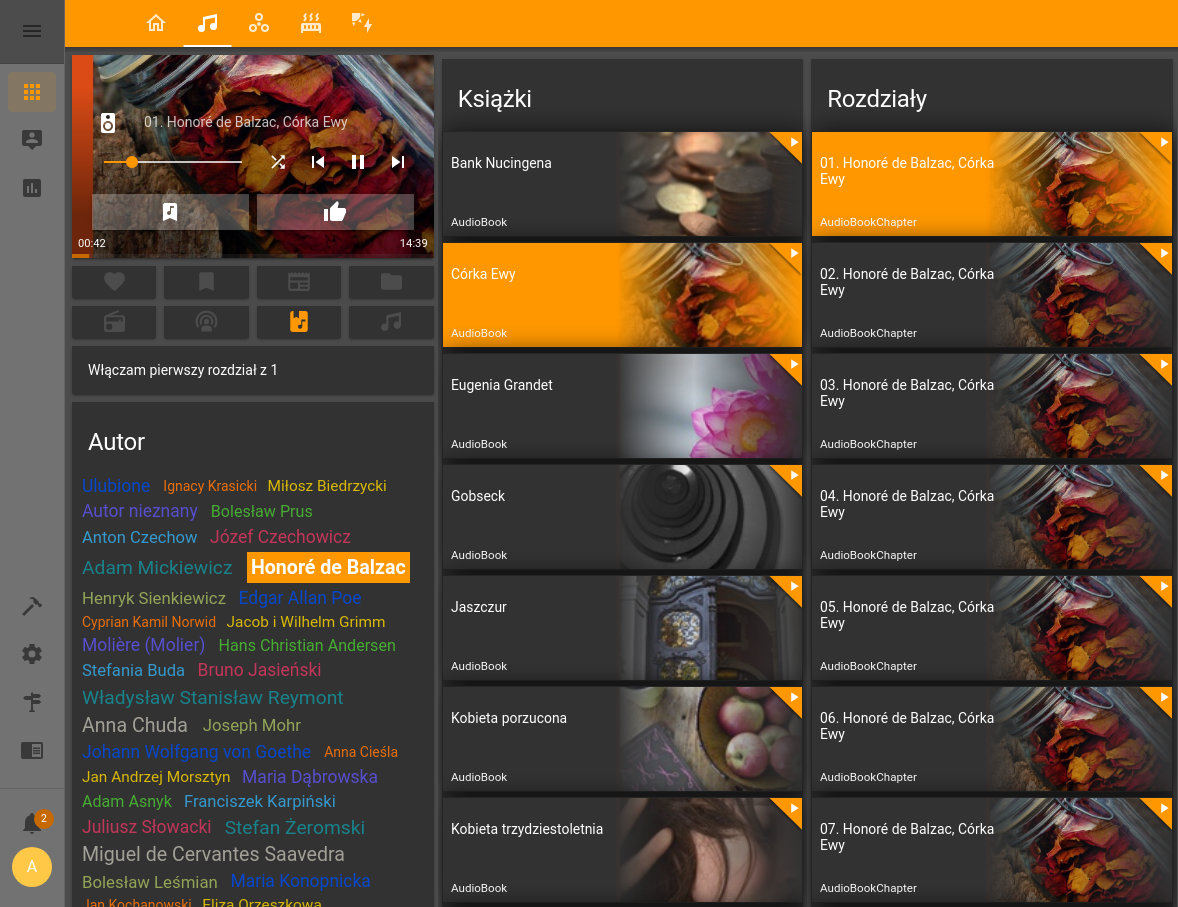 01. Honoré de Balzac, Córka Ewy
00:42
14:39
Włączam pierwszy rozdział z 1
Autor
Ulubione Ignacy Krasicki Miłosz Biedrzycki
Autor nieznany Bolesław Prus
Anton Czechow Józef Czechowicz
Adam Mickiewicz Honoré de Balzac
Henryk Sienkiewicz Edgar Allan Poe
Cyprian Kamil Norwid Jacob i Wilhelm Grimm
Molière (Molier) Hans Christian Andersen
Stefania Buda Bruno Jasieński
Władysław Stanisław Reymont
Anna Chuda Joseph Mohr
Johann Wolfgang von Goethe Anna Cieśla
Jan Andrzej Morsztyn Maria Dąbrowska
Adam Asnyk Franciszek Karpiński
Juliusz Słowacki Stefan Żeromski
Miguel de Cervantes Saavedra
Bolesław Leśmian Maria Konopnicka
Jan Kochanowski Eliza Orzeszkowa
2
A
Książki
Bank Nucingena
AudioBook
Córka Ewy
AudioBook
Eugenia Grandet
AudioBook
Gobseck
AudioBook
Jaszczur
AudioBook
Kobieta porzucona
AudioBook
Kobieta trzydziestoletnia
AudioBook
Rozdziały
01. Honoré de Balzac, Córka
Ewy
AudioBookChapter
02. Honoré de Balzac, Córka
Ewy
AudioBookChapter
03. Honoré de Balzac, Córka
Ewy
AudioBookChapter
04. Honoré de Balzac, Córka
Ewy
AudioBookChapter
05. Honoré de Balzac, Córka
Ewy
AudioBookChapter
06. Honoré de Balzac, Córka
Ewy
AudioBookChapter
07. Honoré de Balzac, Córka
Ewy
AudioBookChapter